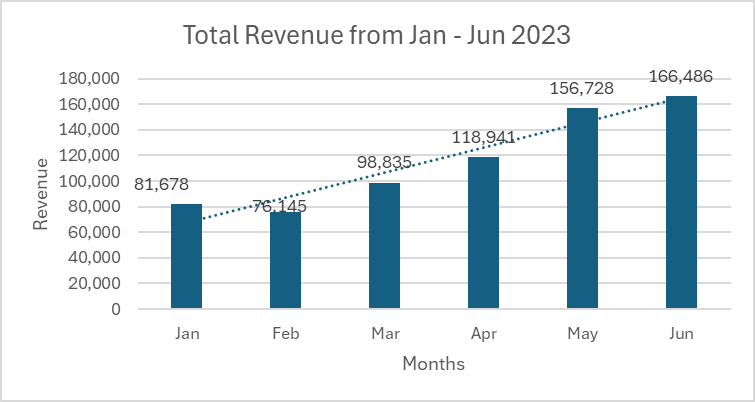 Total Revenue from Jan - Jun 2023
180,000
160,000
140,000
120,000
100,000
80,000
60,000
40,000
20,000
0
Revenue
81,678
76,145
98,835
118,941
156,728
166,486
Jan
Feb
Mar
Apr
May
Jun
Months